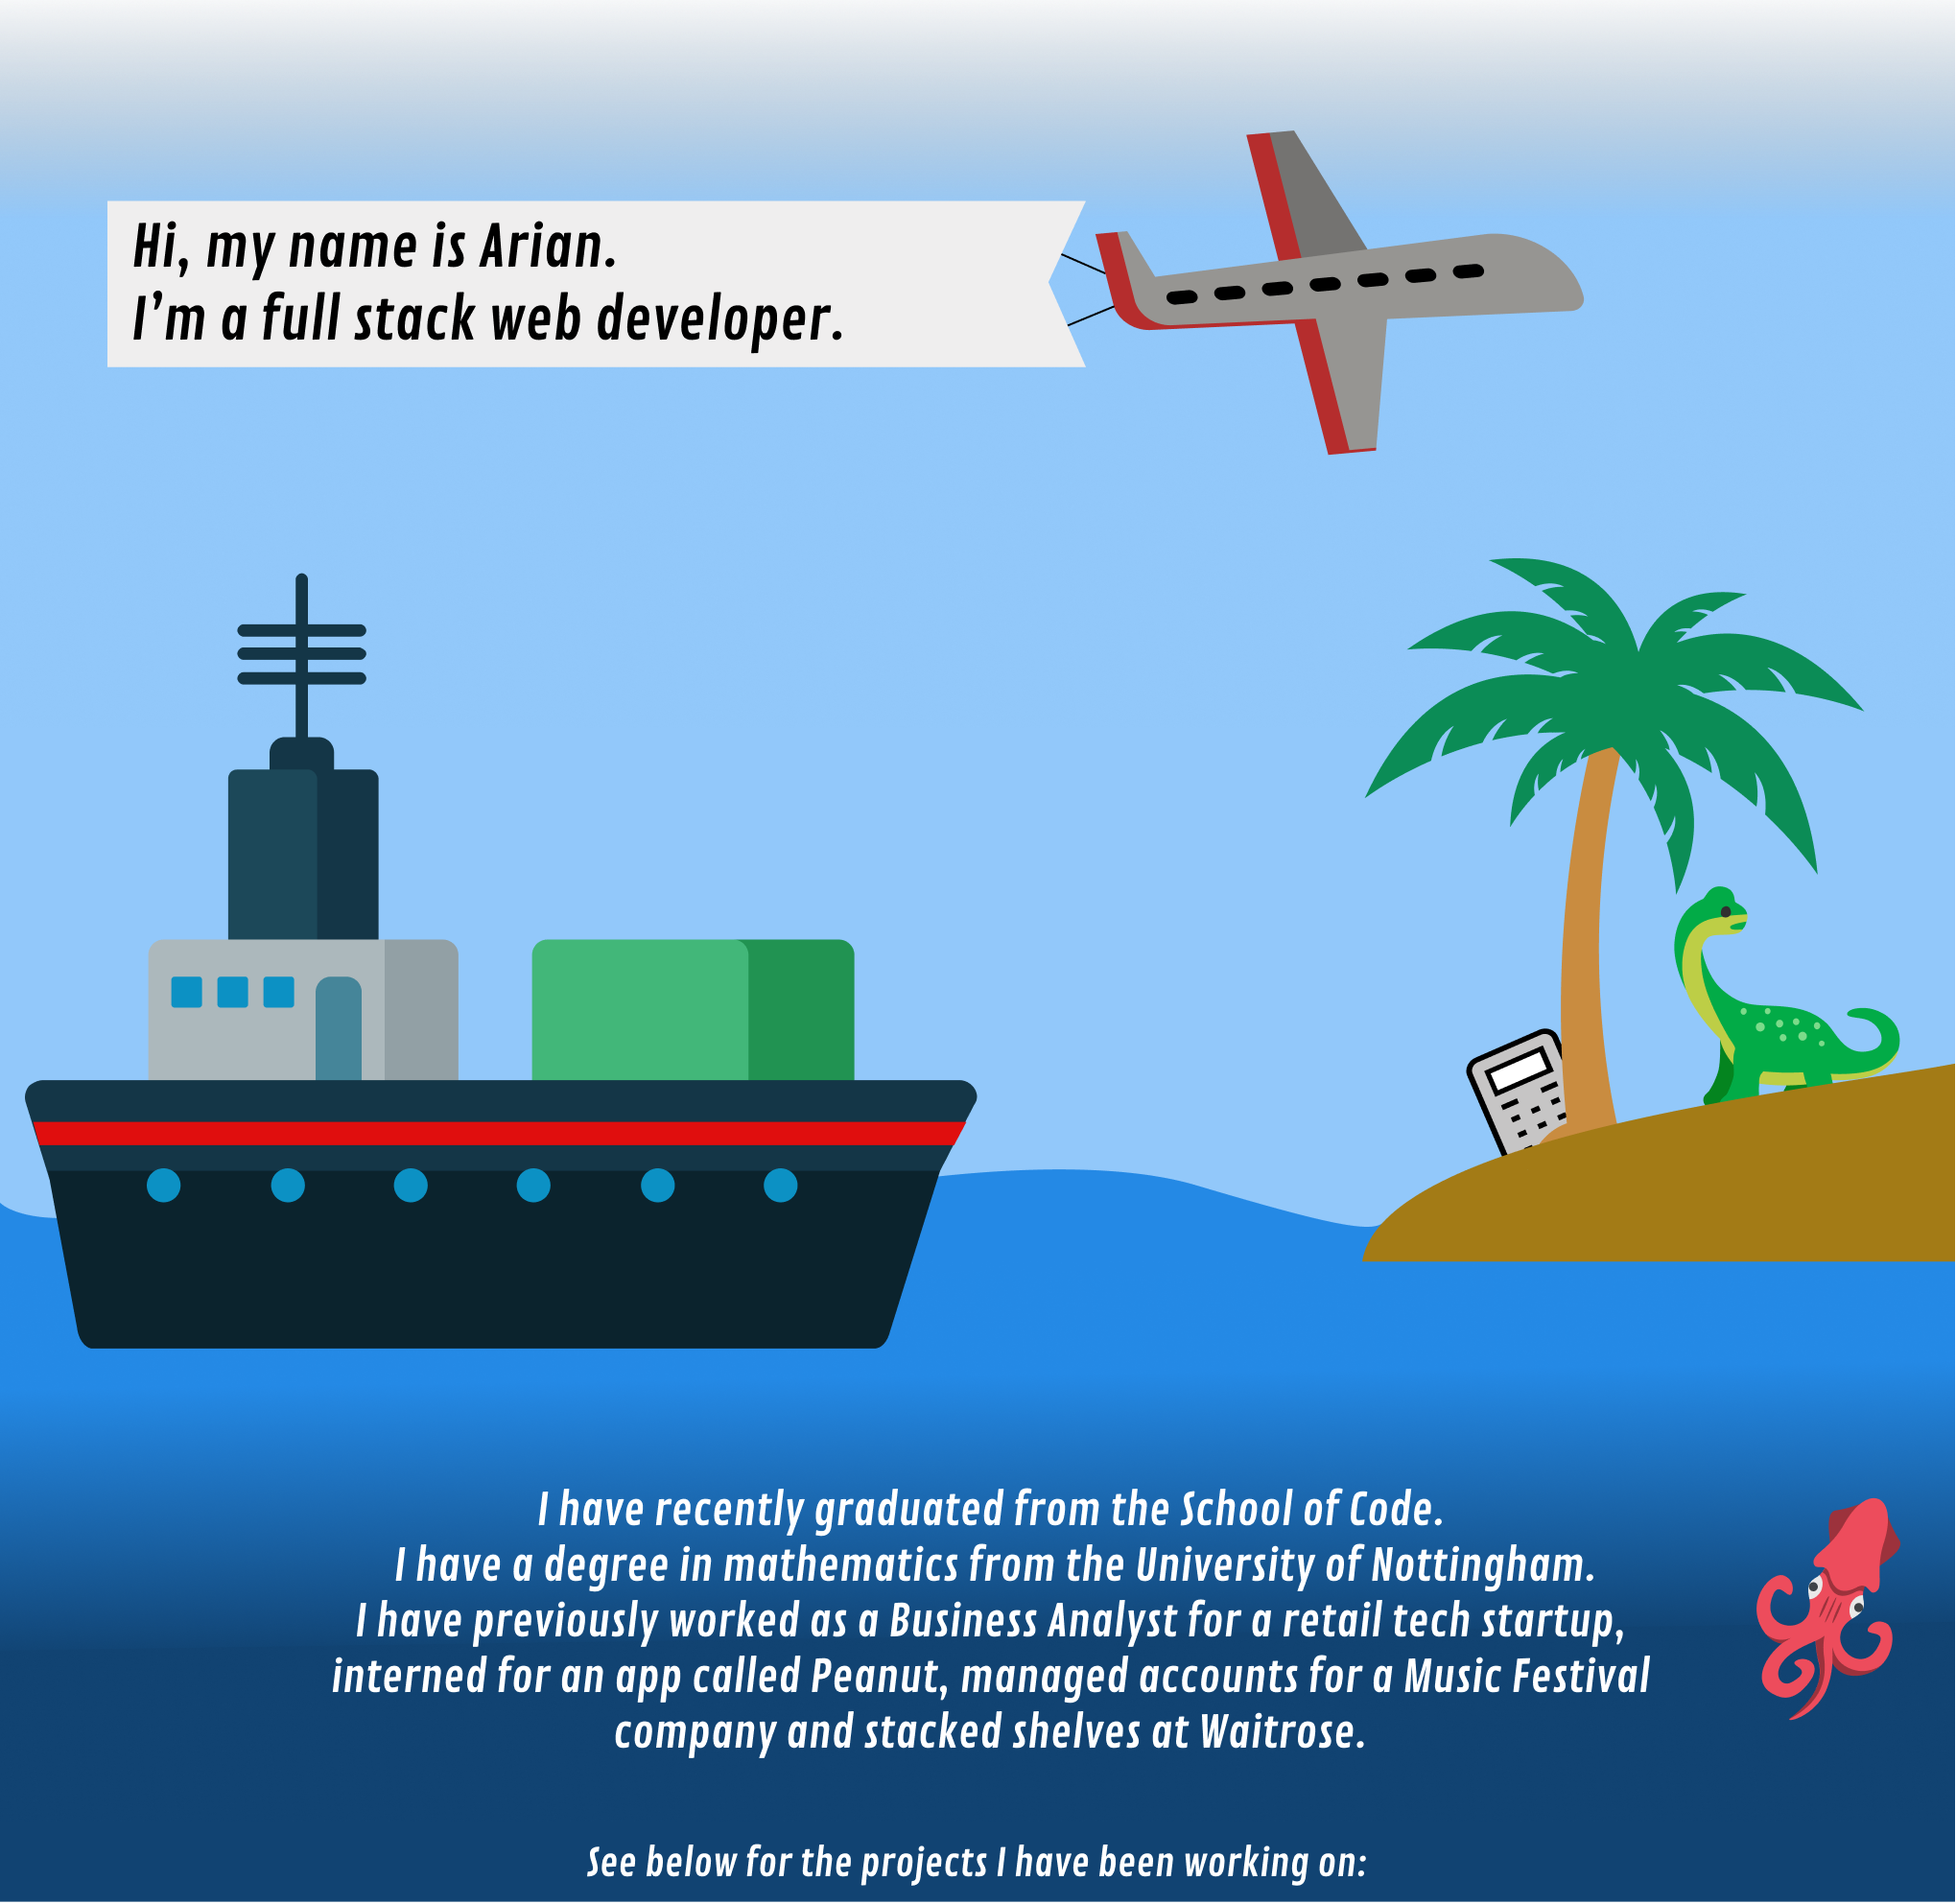 Hi, my name is Arian.
I'm a full stack web developer.
I have recently graduated from the School of Code.
I have a degree in mathematics from the University of Nottingham.
I have previously worked as a Business Analyst for a retail tech startup,
interned for an app called Peanut, managed accounts for a Music Festival
company and stacked shelves at Waitrose.
See below for the projects I have been working on: